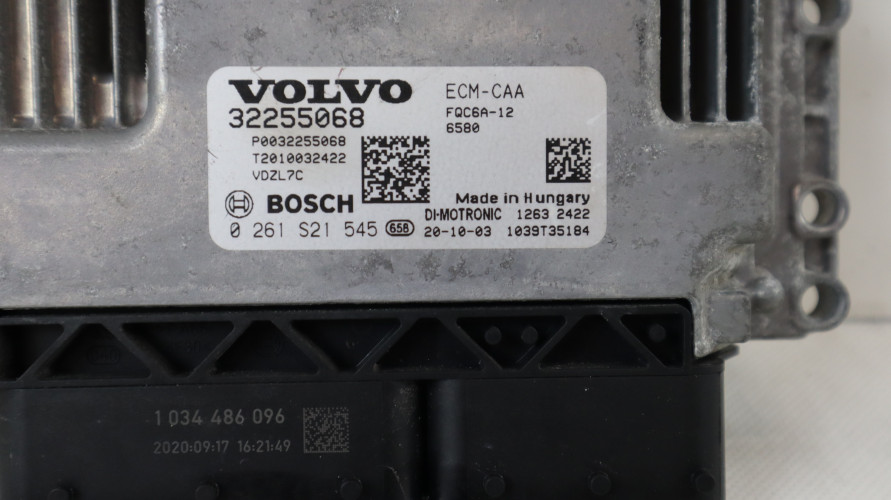 VOLVO
32255068
P0032255068
T2010032422
VDZL7C
BOSCH
0 261 S21 545 658
ECM-CAA
FQC6A-12
6580
Made in Hungary
DI-MOTRONIC 1263 2422
20-10-03 1039T35184
1 034 486 096
2020:09:17 16:21:49